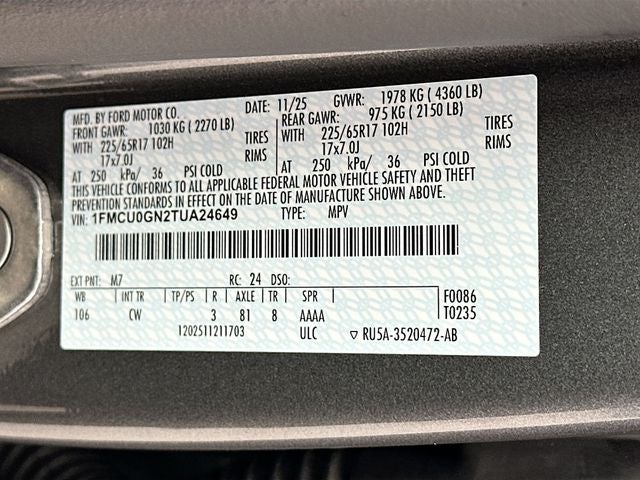 MFD. BY FORD MOTOR CO. DATE: 11/25 GVWR: 1978 KG ( 4360 LB)
FRONT GAWR: 1030 KG ( 2270 LB) REAR GAWR: 975 KG ( 2150 LB)
WITH 225/65R17 102H TIRES WITH 225/65R17 102H TIRES
17x7.0J RIMS 17x7.0J RIMS
AT 250 kPa/ 36 PSI COLD AT 250 kPa/ 36 PSI COLD
THIS VEHICLE CONFORMS TO ALL APPLICABLE FEDERAL MOTOR VEHICLE SAFETY AND THEFT
PREVENTION STANDARDS IN EFFECT ON THE DATE OF MANUFACTURE SHOWN ABOVE.
VIN: 1FMCU0GN2TUA24649 TYPE: MPV
EXT PNT: M7 RC: 24 DSO:
WB INT TR TP/PS R AXLE TR SPR F0086
106 CW 3 81 8 AAAA T0235
1202511211703 ULC ▽ RU5A-3520472-AB